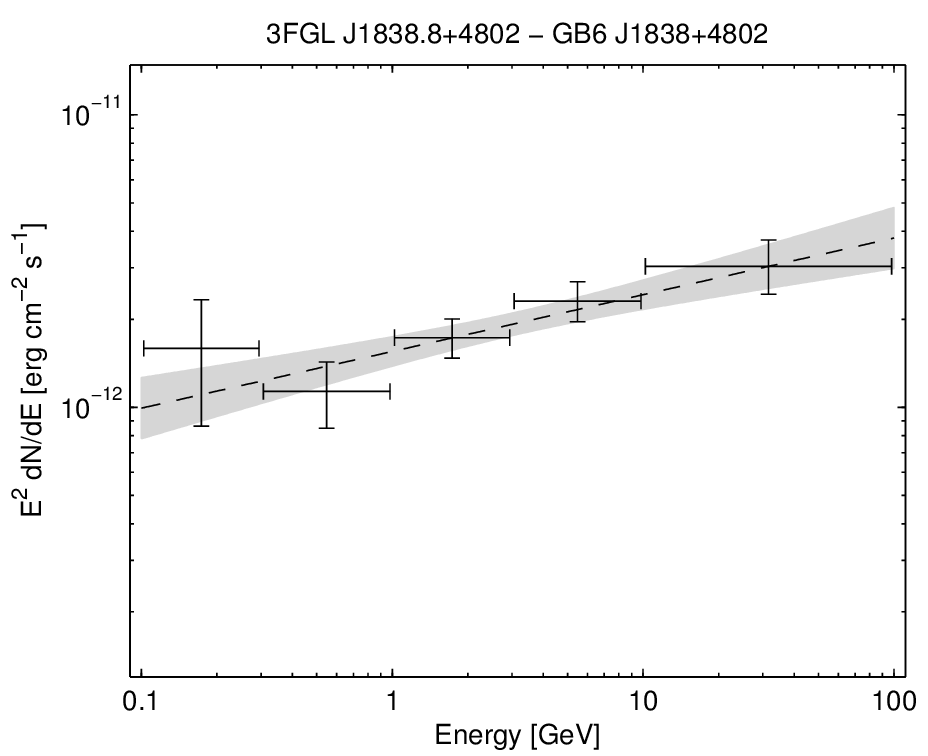 3FGL J1838.8+4802 − GB6 J1838+4802
10⁻¹¹
10⁻¹²
E² dN/dE [erg cm⁻² s⁻¹]
0.1 1 10 100
Energy [GeV]